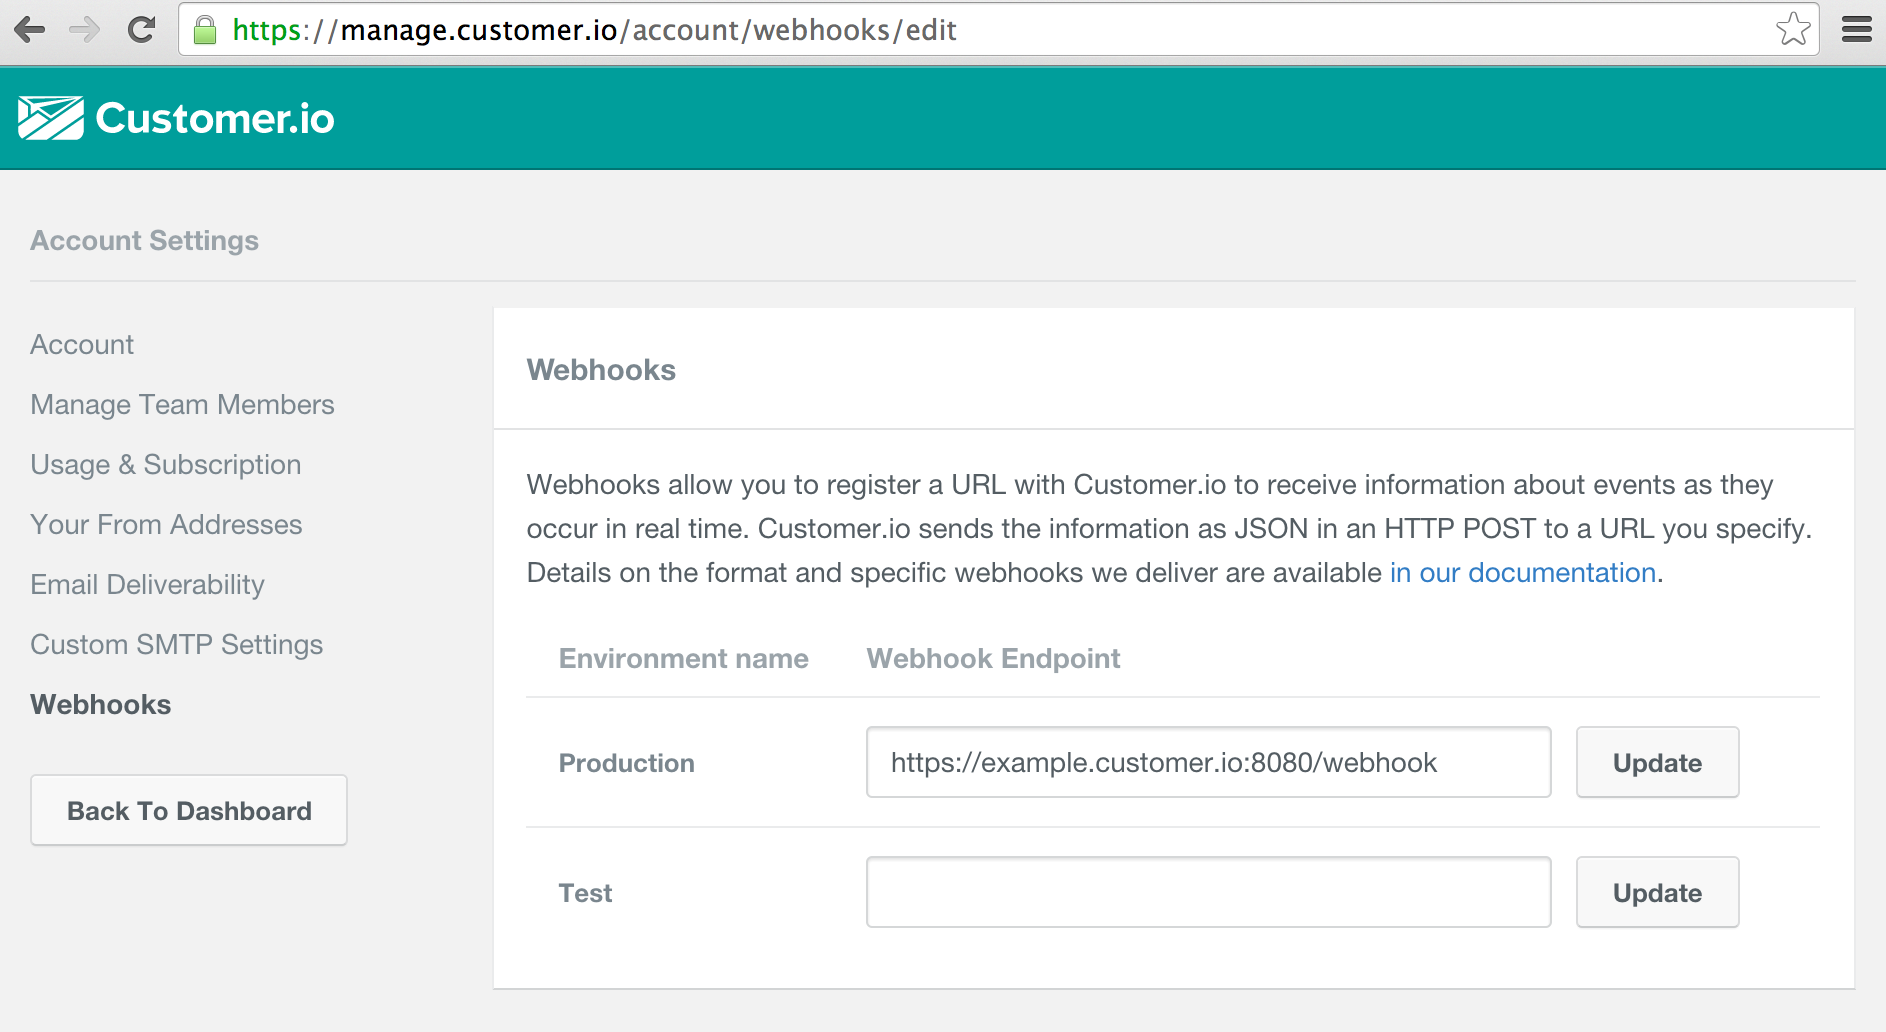 https://manage.customer.io/account/webhooks/edit
Customer.io
Account Settings
Account
Manage Team Members
Usage & Subscription
Your From Addresses
Email Deliverability
Custom SMTP Settings
Webhooks
Back To Dashboard
Webhooks
Webhooks allow you to register a URL with Customer.io to receive information about events as they
occur in real time. Customer.io sends the information as JSON in an HTTP POST to a URL you specify.
Details on the format and specific webhooks we deliver are available in our documentation.
Environment name Webhook Endpoint
Production https://example.customer.io:8080/webhook Update
Test Update